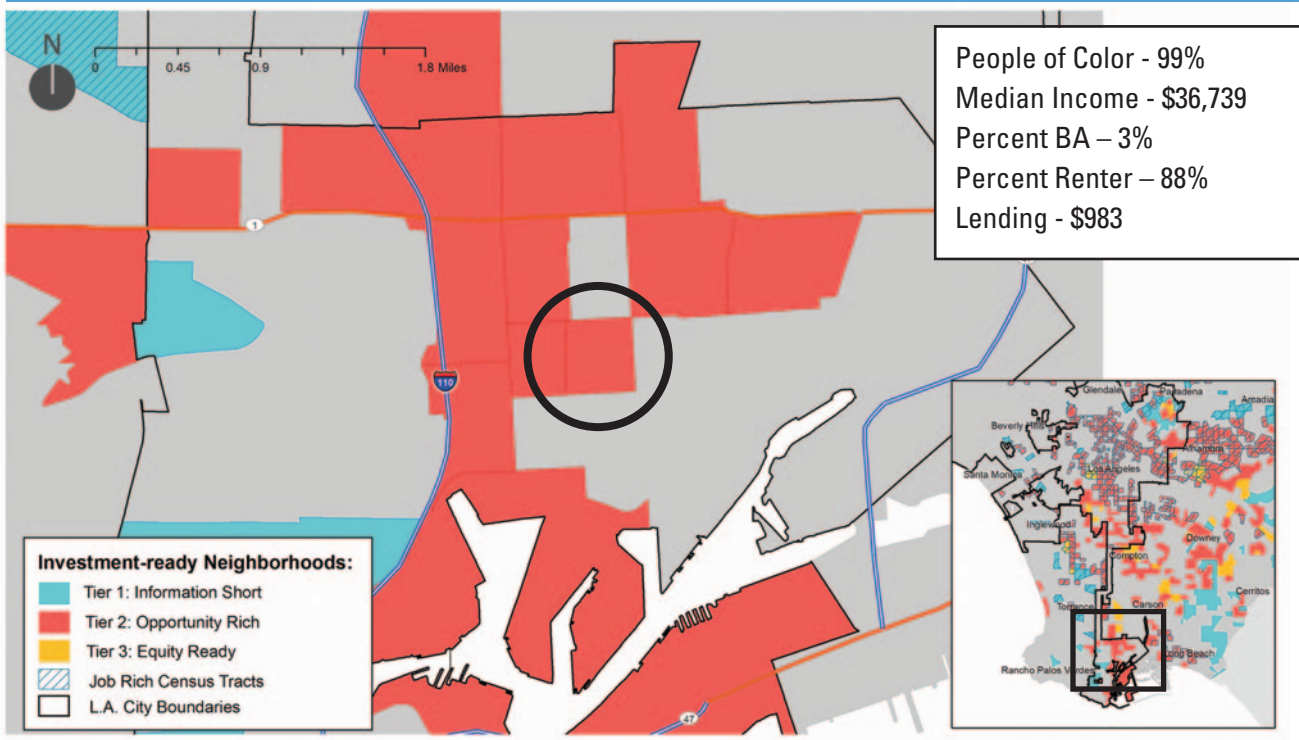 N
0 0.45 0.9 1.8 Miles
People of Color - 99%
Median Income - $36,739
Percent BA – 3%
Percent Renter – 88%
Lending - $983
1
110
47
Investment-ready Neighborhoods:
Tier 1: Information Short
Tier 2: Opportunity Rich
Tier 3: Equity Ready
Job Rich Census Tracts
L.A. City Boundaries
Glendale
Pasadena
Arcadia
Beverly Hills
Alhambra
Santa Monica
Los Angeles
Inglewood
Downey
Compton
Cerritos
Torrance
Carson
Long Beach
Rancho Palos Verdes